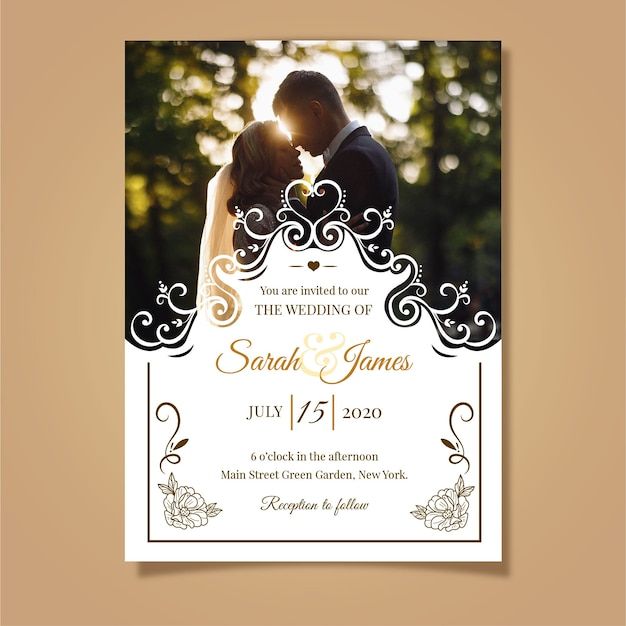 You are invited to our
THE WEDDING OF
Sarah & James
JULY 15 2020
6 o'clock in the afternoon
Main Street Green Garden, New York.
Reception to follow